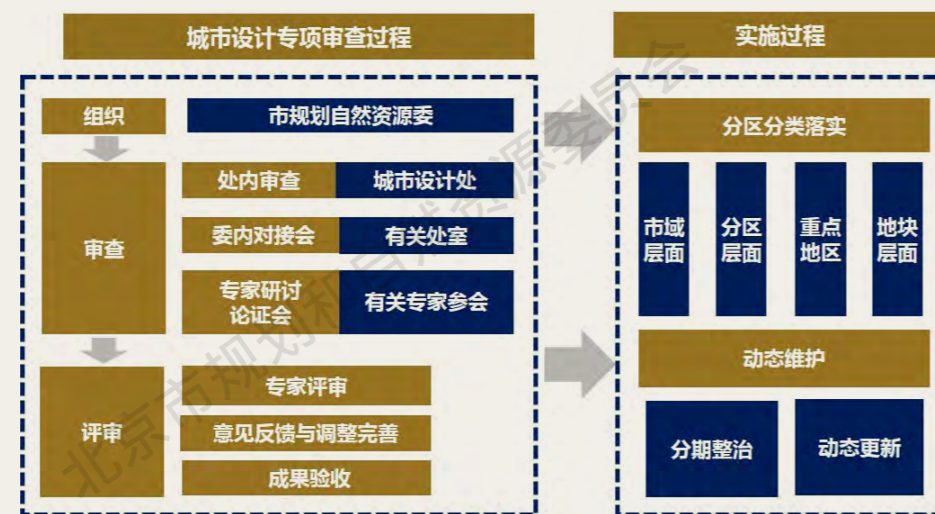 城市设计专项审查过程
组织
市规划自然资源委
审查
处内审查
城市设计处
委内对接会
有关处室
专家研讨
论证会
有关专家参会
评审
专家评审
意见反馈与调整完善
成果验收
实施过程
分区分类落实
市域
层面
分区
层面
重点
地区
地块
层面
动态维护
分期整治
动态更新
北京市规划和自然资源委员会